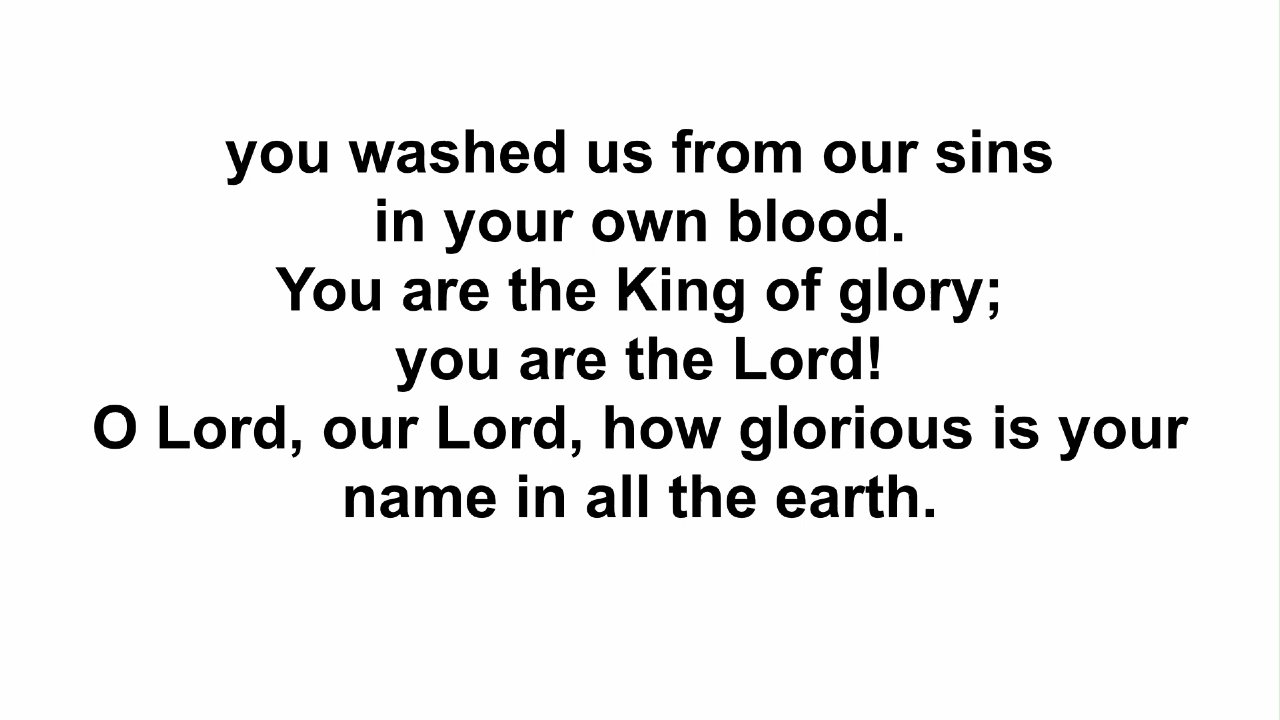 you washed us from our sins
in your own blood.
You are the King of glory;
you are the Lord!
O Lord, our Lord, how glorious is your
name in all the earth.